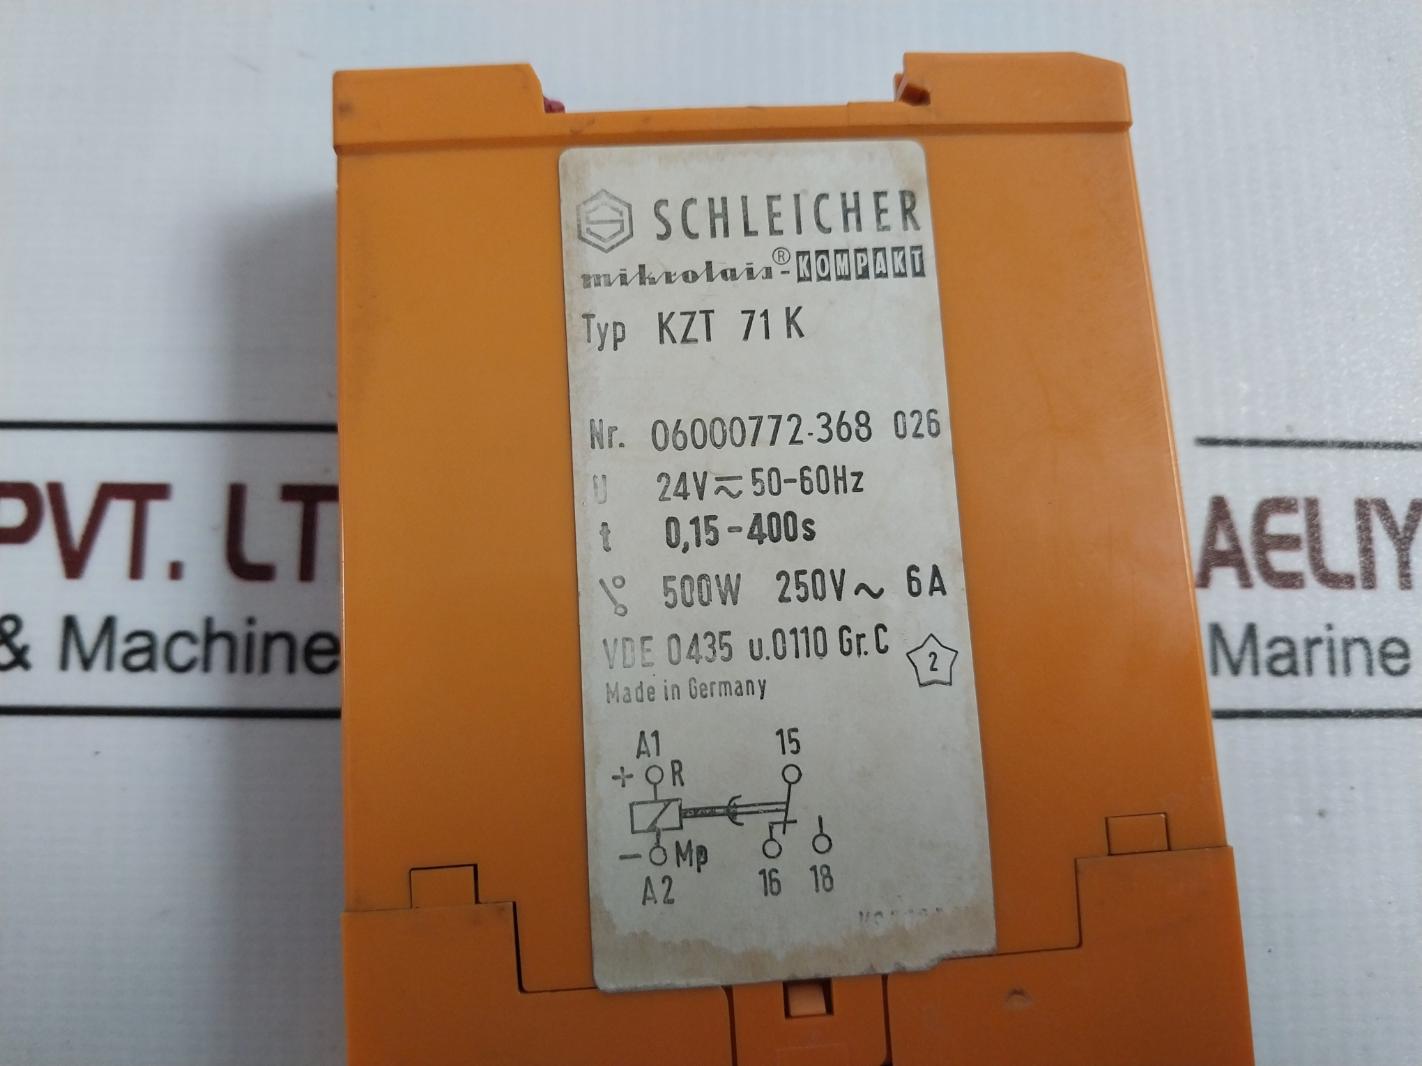 SCHLEICHER
mikrolais®-KOMPAKT
Typ KZT 71 K
Nr. 06000772-368 026
U 24V⎓~ 50-60Hz
t 0,15-400s
500W 250V~ 6A
VDE 0435 u.0110 Gr.C
2
Made in Germany
A1 15
+ R
- Mp
A2 16 18
PVT. LT
& Machine
AELIY
Marine